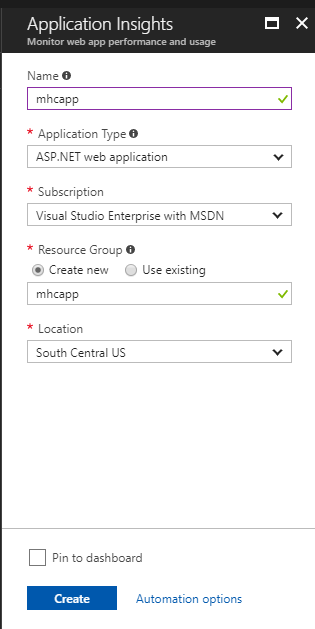 Application Insights
Monitor web app performance and usage
Name
mhcapp
* Application Type
ASP.NET web application
* Subscription
Visual Studio Enterprise with MSDN
* Resource Group
Create new Use existing
mhcapp
* Location
South Central US
Pin to dashboard
Create Automation options